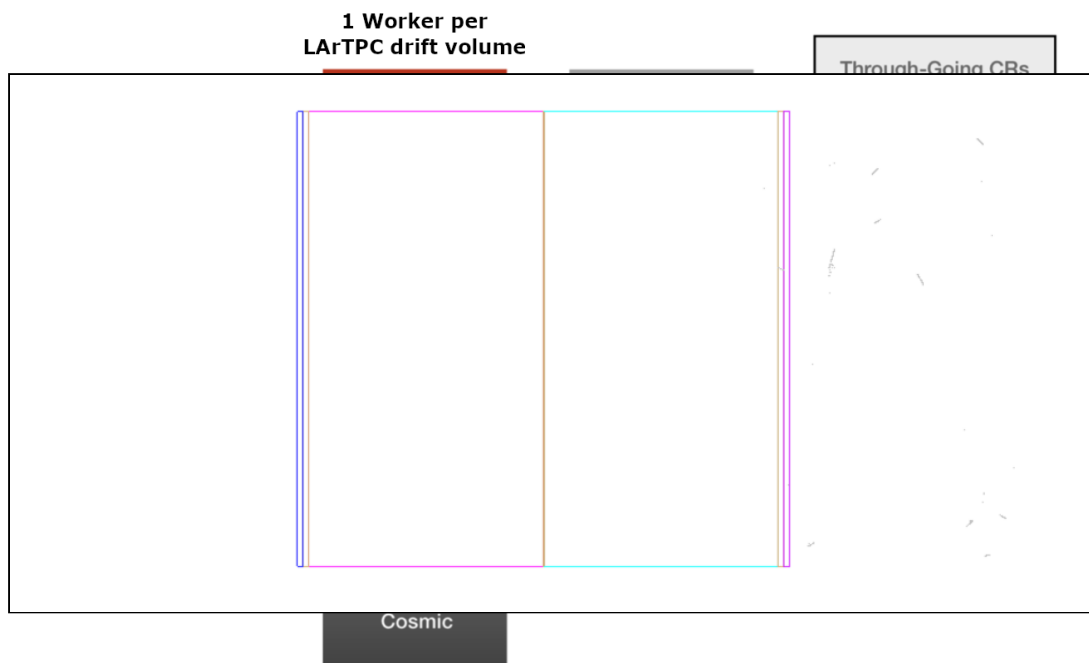 1 Worker per
LArTPC drift volume
Through-Going CRs
Cosmic